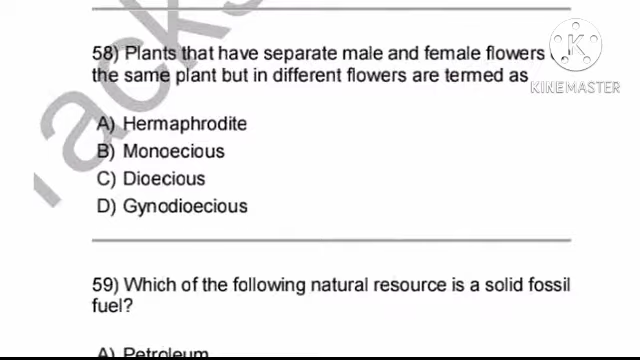 58) Plants that have separate male and female flowers
the same plant but in different flowers are termed as
KINEMASTER
A) Hermaphrodite
B) Monoecious
C) Dioecious
D) Gynodioecious
59) Which of the following natural resource is a solid fossil
fuel?
A) Petroleum